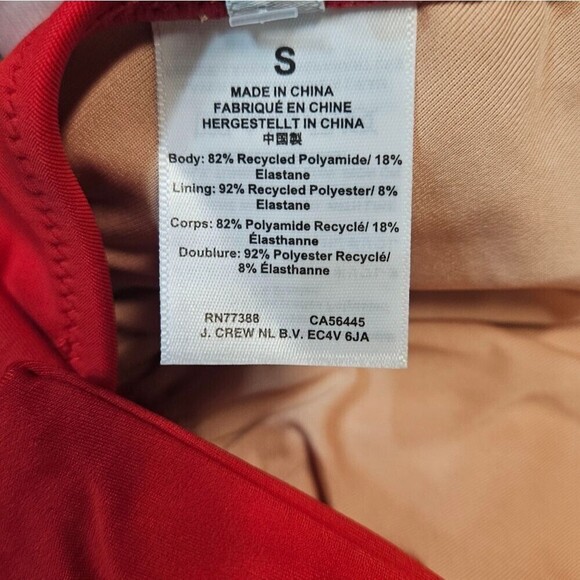 S
MADE IN CHINA
FABRIQUÉ EN CHINE
HERGESTELLT IN CHINA
中国製
Body: 82% Recycled Polyamide/ 18%
Elastane
Lining: 92% Recycled Polyester/ 8%
Elastane
Corps: 82% Polyamide Recyclé/ 18%
Élasthanne
Doublure: 92% Polyester Recyclé/
8% Élasthanne
RN77388 CA56445
J. CREW NL B.V. EC4V 6JA